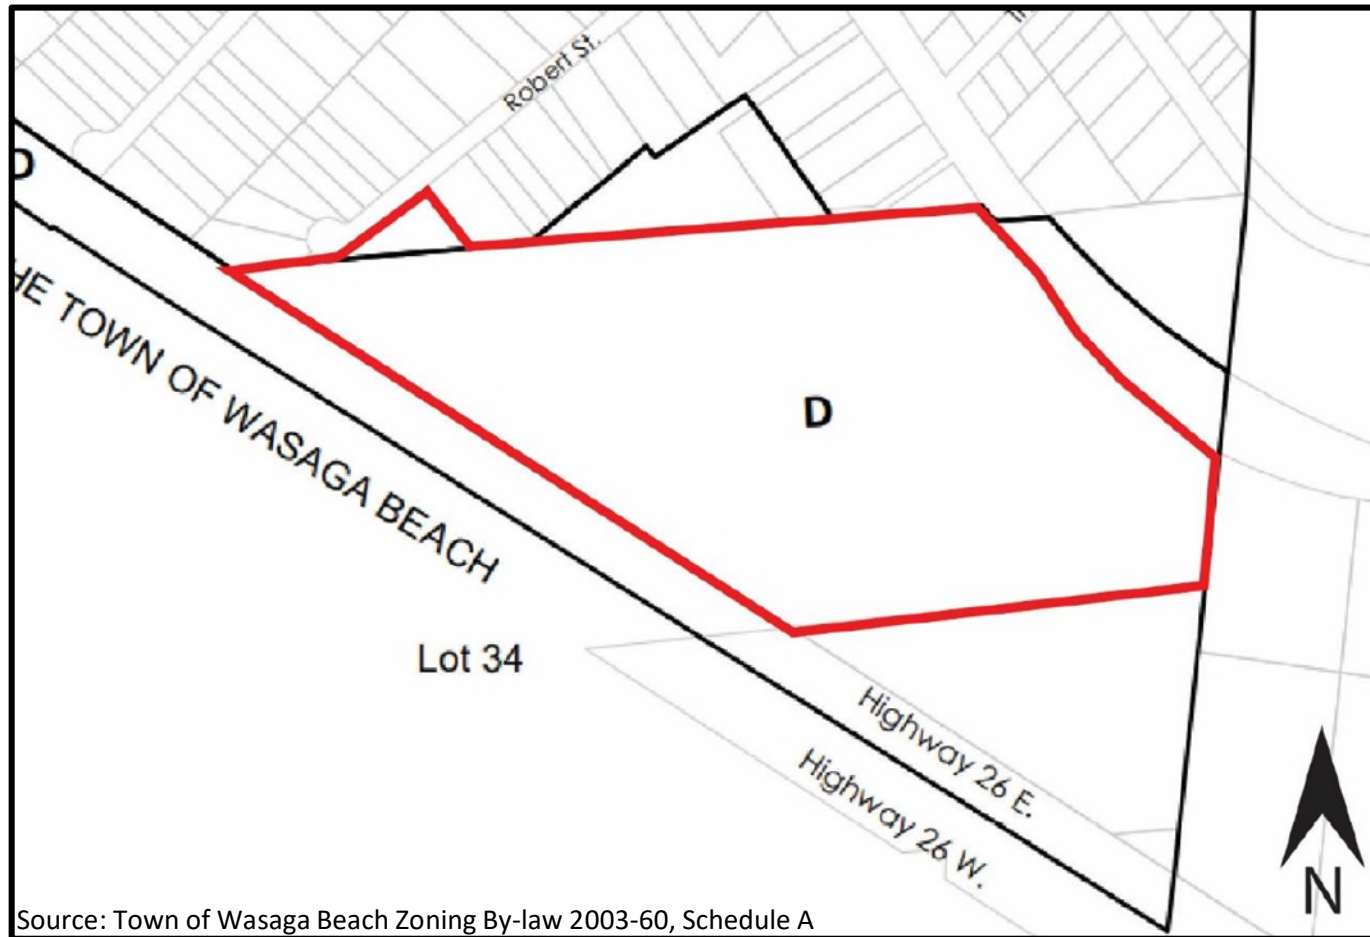 Robert St.
D
HE TOWN OF WASAGA BEACH
D
Lot 34
Highway 26 E.
Highway 26 W.
N
Source: Town of Wasaga Beach Zoning By-law 2003-60, Schedule A